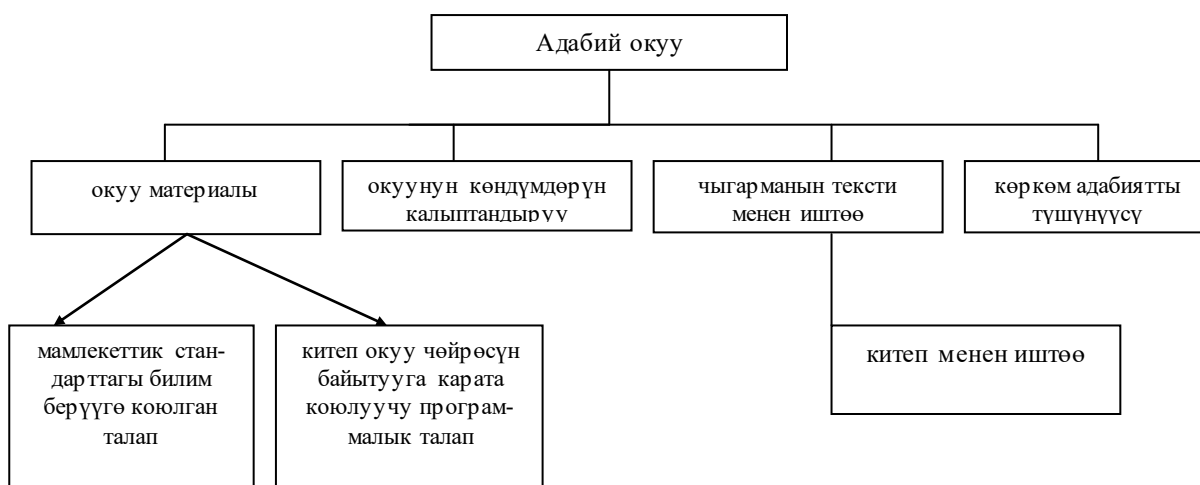 Адабий окуу
окуу материалы
окуунун көндүмдөрүн
калыптандыруу
чыгарманын тексти
менен иштөө
көркөм адабиятты
түшүнүүсү
мамлекеттик стан-
дарттагы билим
берүүгө коюлган
талап
китеп окуу чөйрөсүн
байытууга карата
коюлуучу програм-
малык талап
китеп менен иштөө